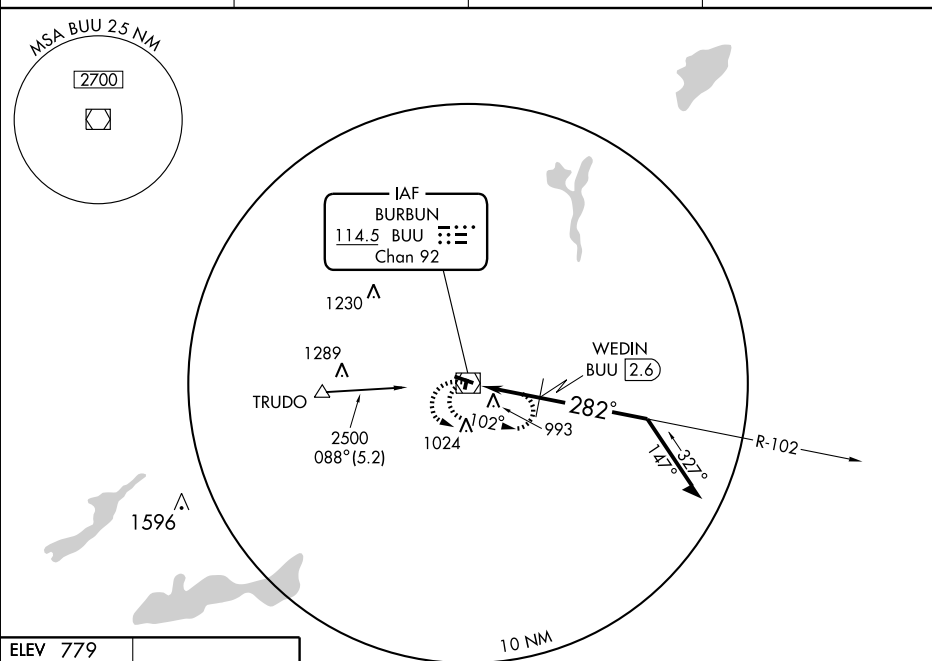 MSA BUU 25 NM
2700
IAF
BURBUN
114.5 BUU
Chan 92
1230
1289
TRUDO
2500
088°(5.2)
WEDIN
BUU 2.6
282°
102°
993
1024
R-102
147°
327°
1596
10 NM
ELEV 779